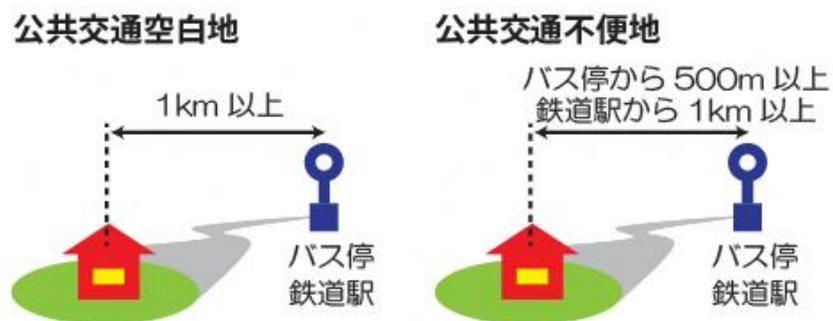 公共交通空白地
1km 以上
バス停
鉄道駅
公共交通不便地
バス停から 500m 以上
鉄道駅から 1km 以上
バス停
鉄道駅